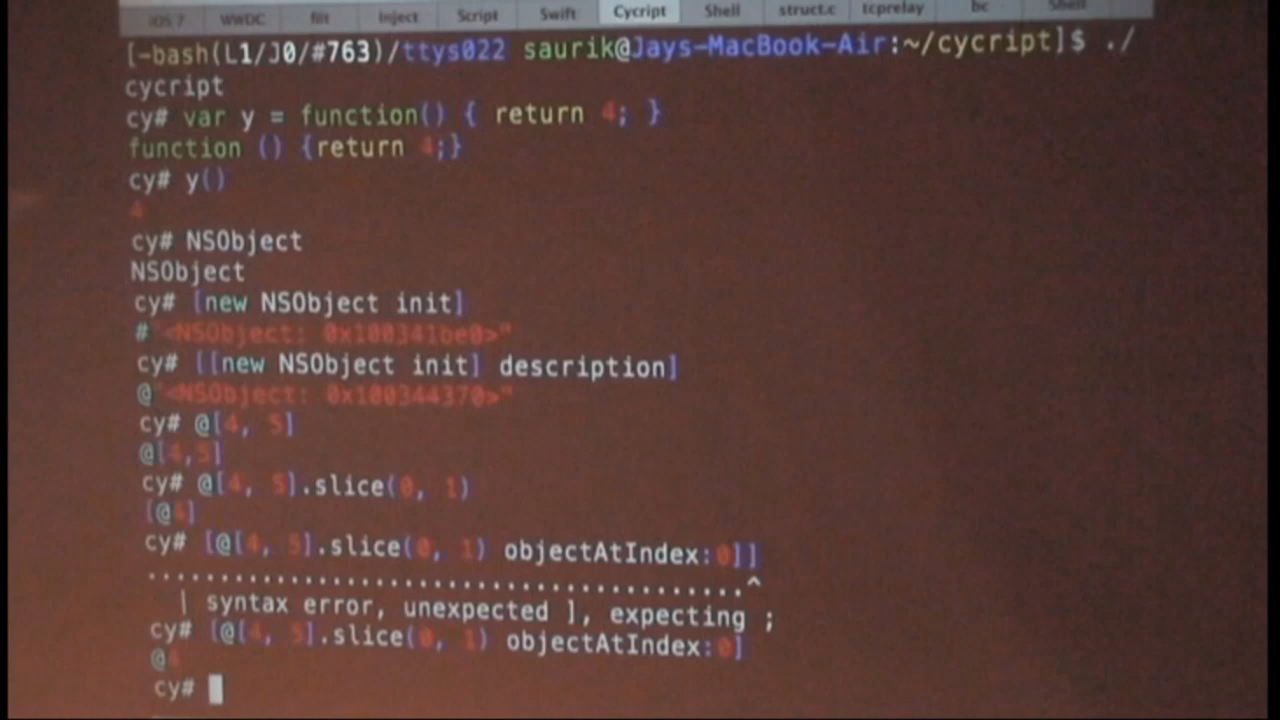 iOS 7 WWDC filt Inject Script Swift Cycript Shell struct.c tcprelay bc Shell
[-bash(L1/J0/#763)/ttys022 saurik@Jays-MacBook-Air:~/cycript]$ ./
cycript
cy# var y = function() { return 4; }
function () {return 4;}
cy# y()
4
cy# NSObject
NSObject
cy# [new NSObject init]
#"<NSObject: 0x100341be0>"
cy# [[new NSObject init] description]
@"<NSObject: 0x100344370>"
cy# @[4, 5]
@[4,5]
cy# @[4, 5].slice(0, 1)
[@4]
cy# [@[4, 5].slice(0, 1) objectAtIndex:0]]
........................................^
| syntax error, unexpected ], expecting ;
cy# [@[4, 5].slice(0, 1) objectAtIndex:0]
@4
cy#